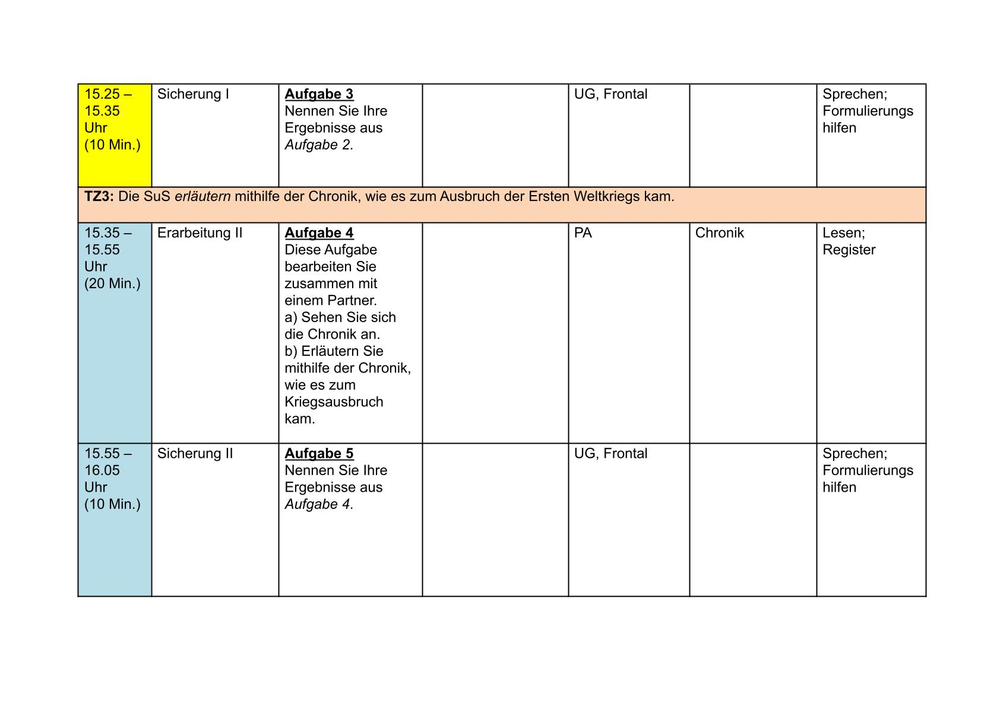 15.25 –
15.35
Uhr
(10 Min.)
Sicherung I
Aufgabe 3
Nennen Sie Ihre
Ergebnisse aus
Aufgabe 2.
UG, Frontal
Sprechen;
Formulierungs
hilfen
TZ3: Die SuS erläutern mithilfe der Chronik, wie es zum Ausbruch der Ersten Weltkriegs kam.
15.35 –
15.55
Uhr
(20 Min.)
Erarbeitung II
Aufgabe 4
Diese Aufgabe
bearbeiten Sie
zusammen mit
einem Partner.
a) Sehen Sie sich
die Chronik an.
b) Erläutern Sie
mithilfe der Chronik,
wie es zum
Kriegsausbruch
kam.
PA
Chronik
Lesen;
Register
15.55 –
16.05
Uhr
(10 Min.)
Sicherung II
Aufgabe 5
Nennen Sie Ihre
Ergebnisse aus
Aufgabe 4.
UG, Frontal
Sprechen;
Formulierungs
hilfen